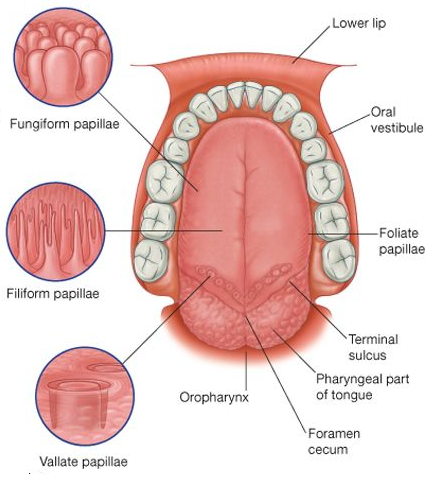 Lower lip
Fungiform papillae
Oral
vestibule
Foliate
papillae
Filiform papillae
Terminal
sulcus
Pharyngeal part
of tongue
Oropharynx
Foramen
cecum
Vallate papillae